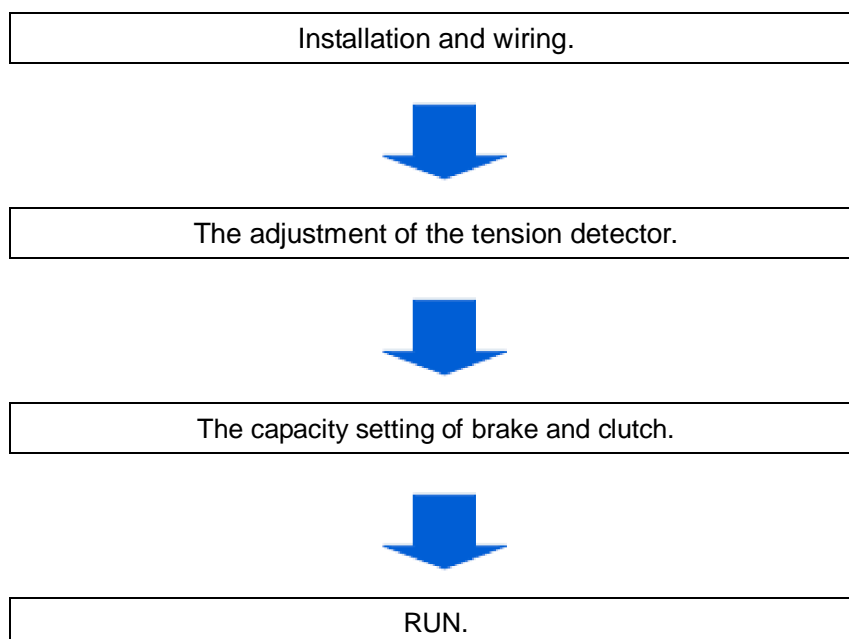 Installation and wiring.
The adjustment of the tension detector.
The capacity setting of brake and clutch.
RUN.